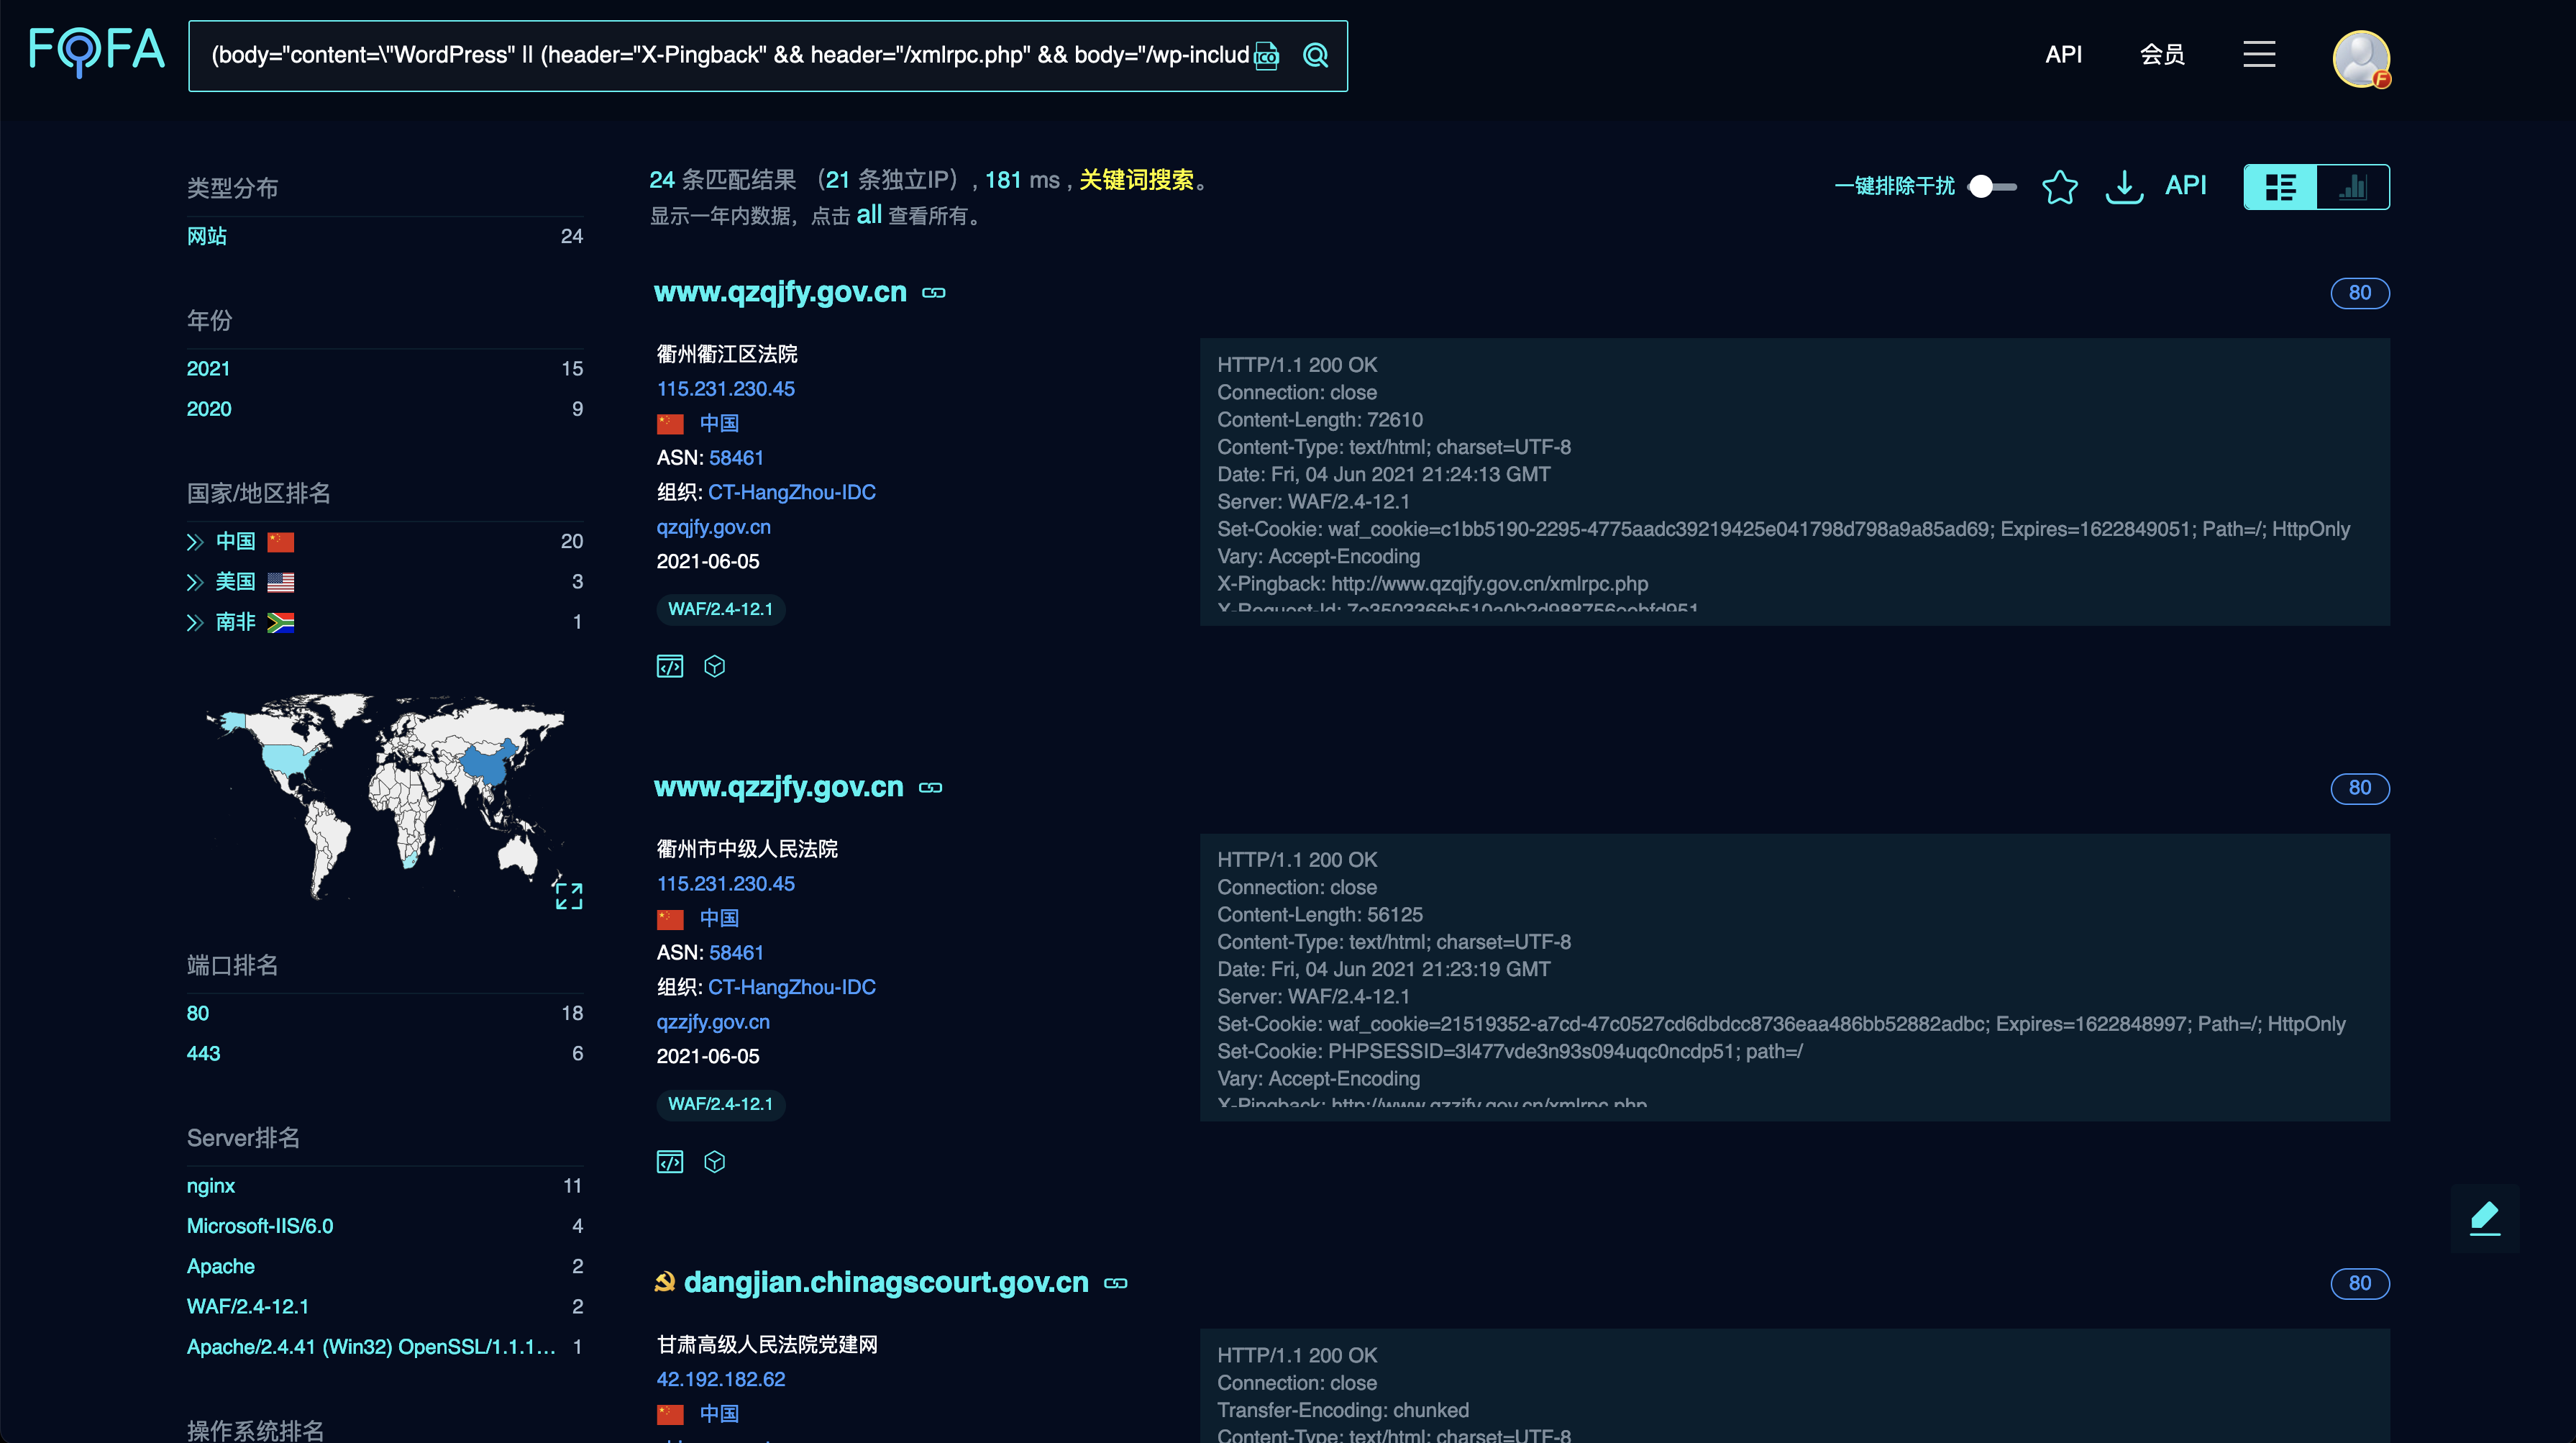 FOFA
(body="content=\"WordPress" || (header="X-Pingback" && header="/xmlrpc.php" && body="/wp-includ
ICO
API
会员
F
类型分布
网站 24
年份
2021 15
2020 9
国家/地区排名
中国 20
美国 3
南非 1
端口排名
80 18
443 6
Server排名
nginx 11
Microsoft-IIS/6.0 4
Apache 2
WAF/2.4-12.1 2
Apache/2.4.41 (Win32) OpenSSL/1.1.1... 1
操作系统排名
24 条匹配结果 （21 条独立IP）, 181 ms , 关键词搜索。
显示一年内数据，点击 all 查看所有。
一键排除干扰
API
www.qzqjfy.gov.cn
80
衢州衢江区法院
115.231.230.45
中国
ASN: 58461
组织: CT-HangZhou-IDC
qzqjfy.gov.cn
2021-06-05
WAF/2.4-12.1
HTTP/1.1 200 OK
Connection: close
Content-Length: 72610
Content-Type: text/html; charset=UTF-8
Date: Fri, 04 Jun 2021 21:24:13 GMT
Server: WAF/2.4-12.1
Set-Cookie: waf_cookie=c1bb5190-2295-4775aadc39219425e041798d798a9a85ad69; Expires=1622849051; Path=/; HttpOnly
Vary: Accept-Encoding
X-Pingback: http://www.qzqjfy.gov.cn/xmlrpc.php
X-Request-Id:
www.qzzjfy.gov.cn
80
衢州市中级人民法院
115.231.230.45
中国
ASN: 58461
组织: CT-HangZhou-IDC
qzzjfy.gov.cn
2021-06-05
WAF/2.4-12.1
HTTP/1.1 200 OK
Connection: close
Content-Length: 56125
Content-Type: text/html; charset=UTF-8
Date: Fri, 04 Jun 2021 21:23:19 GMT
Server: WAF/2.4-12.1
Set-Cookie: waf_cookie=21519352-a7cd-47c0527cd6dbdcc8736eaa486bb52882adbc; Expires=1622848997; Path=/; HttpOnly
Set-Cookie: PHPSESSID=3l477vde3n93s094uqc0ncdp51; path=/
Vary: Accept-Encoding
X-Pingback: http://www.qzzjfy.gov.cn/xmlrpc.php
dangjian.chinagscourt.gov.cn
80
甘肃高级人民法院党建网
42.192.182.62
中国
HTTP/1.1 200 OK
Connection: close
Transfer-Encoding: chunked
Content-Type: text/html; charset=UTF-8